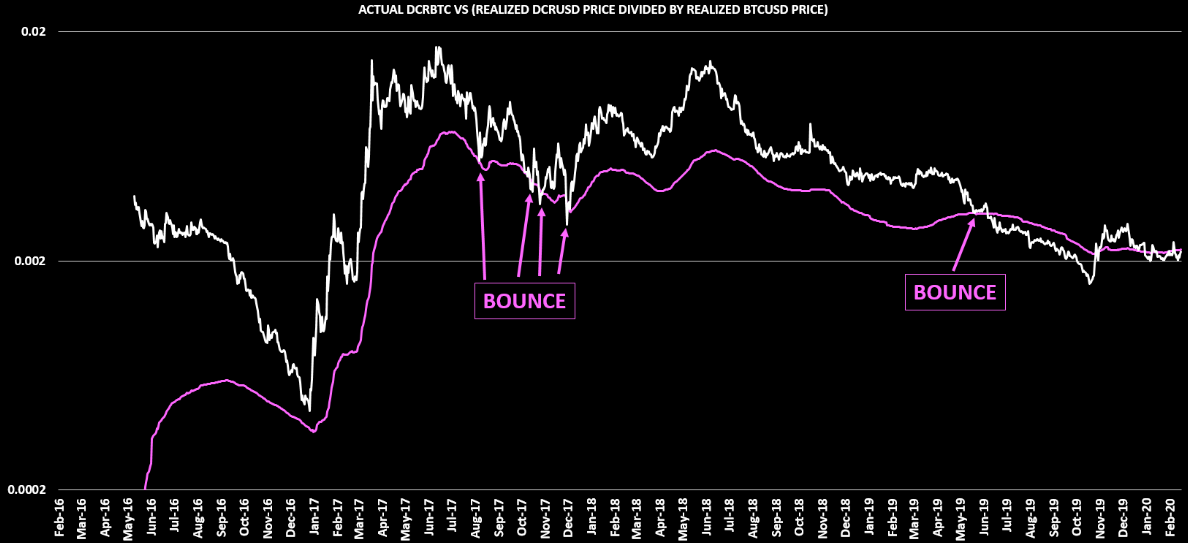 ACTUAL DCRBTC VS (REALIZED DCRUSD PRICE DIVIDED BY REALIZED BTCUSD PRICE)
0.02
0.002
0.0002
BOUNCE
BOUNCE
Feb-16
Mar-16
Apr-16
May-16
Jun-16
Jul-16
Aug-16
Sep-16
Oct-16
Nov-16
Dec-16
Jan-17
Feb-17
Mar-17
Apr-17
May-17
Jun-17
Jul-17
Aug-17
Sep-17
Oct-17
Nov-17
Dec-17
Jan-18
Feb-18
Mar-18
Apr-18
May-18
Jun-18
Jul-18
Aug-18
Sep-18
Oct-18
Nov-18
Dec-18
Jan-19
Feb-19
Mar-19
Apr-19
May-19
Jun-19
Jul-19
Aug-19
Sep-19
Oct-19
Nov-19
Dec-19
Jan-20
Feb-20